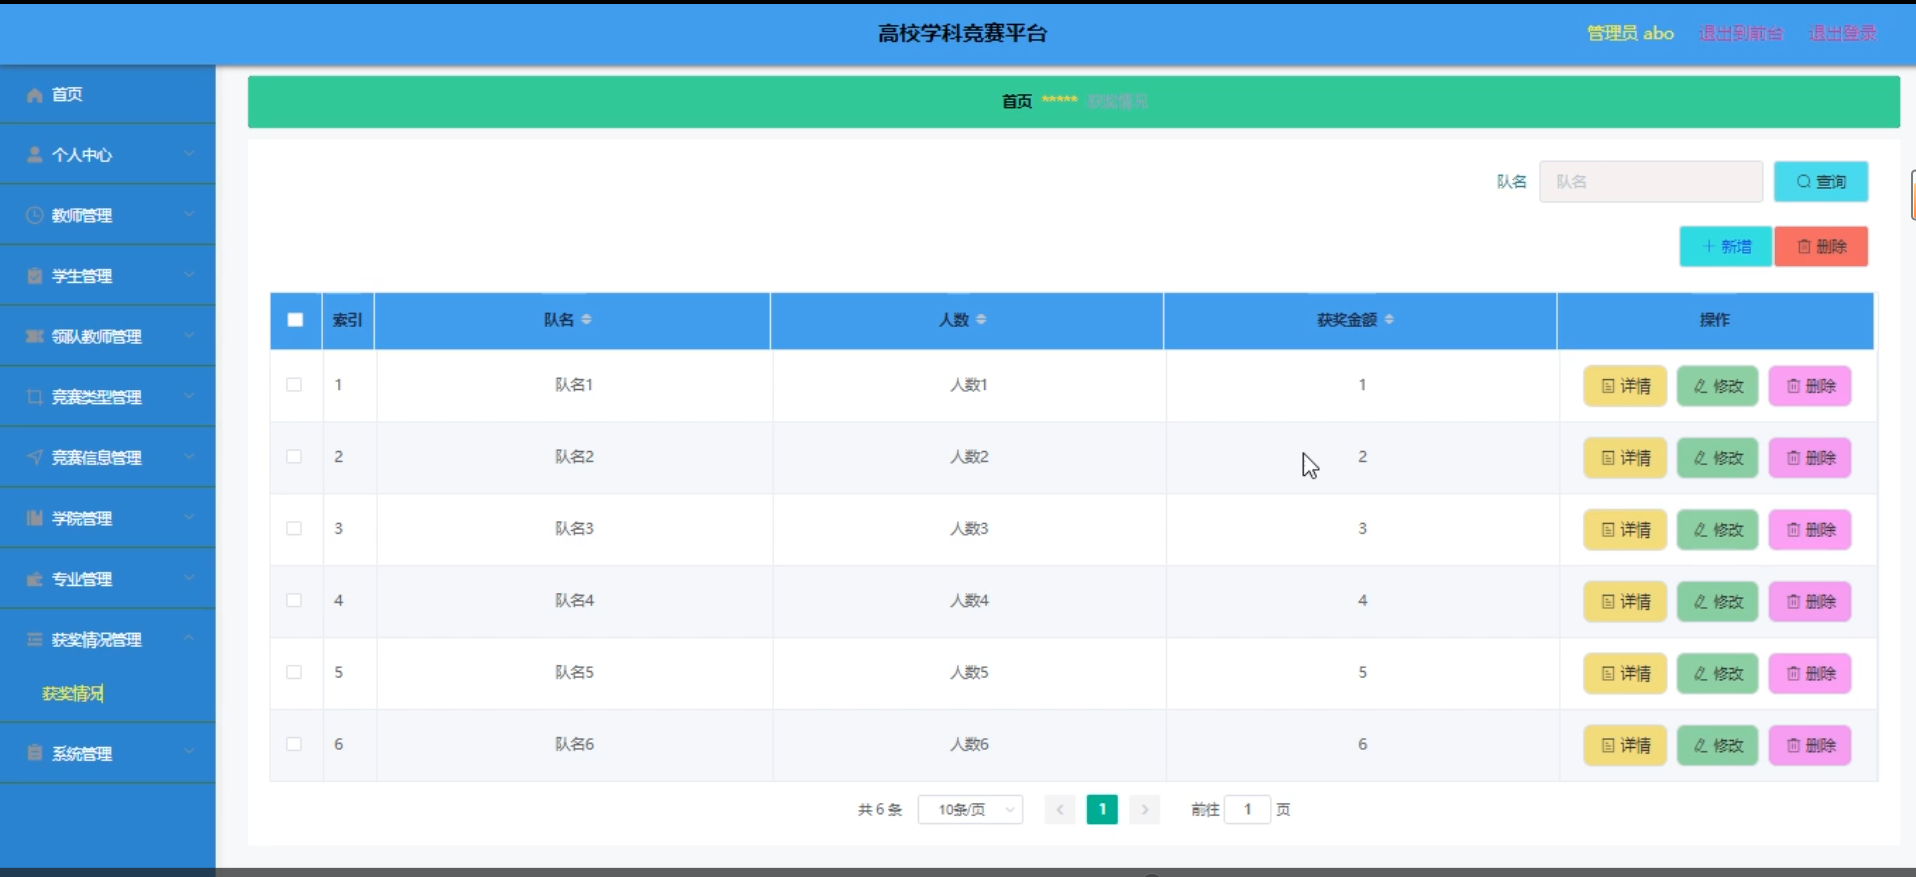 高校学科竞赛平台
管理员 abo 退出到前台 退出登录
首页
个人中心
教师管理
学生管理
领队教师管理
竞赛类型管理
竞赛信息管理
学院管理
专业管理
获奖情况管理
获奖情况
系统管理
首页 ***** 获奖情况
队名 队名 查询
新增 删除
索引 队名 人数 获奖金额 操作
1 队名1 人数1 1 详情 修改 删除
2 队名2 人数2 2 详情 修改 删除
3 队名3 人数3 3 详情 修改 删除
4 队名4 人数4 4 详情 修改 删除
5 队名5 人数5 5 详情 修改 删除
6 队名6 人数6 6 详情 修改 删除
共 6 条 10条/页 1 前往 1 页